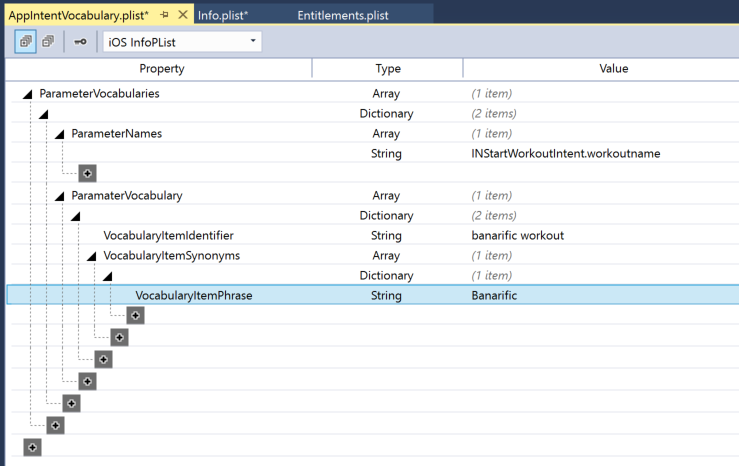 AppIntentVocabulary.plist* Info.plist* Entitlements.plist
iOS InfoPList
Property Type Value
ParameterVocabularies Array (1 item)
Dictionary (2 items)
ParameterNames Array (1 item)
String INStartWorkoutIntent.workoutname
ParamaterVocabulary Array (1 item)
Dictionary (2 items)
VocabularyItemIdentifier String banarific workout
VocabularyItemSynonyms Array (1 item)
Dictionary (1 item)
VocabularyItemPhrase String Banarific